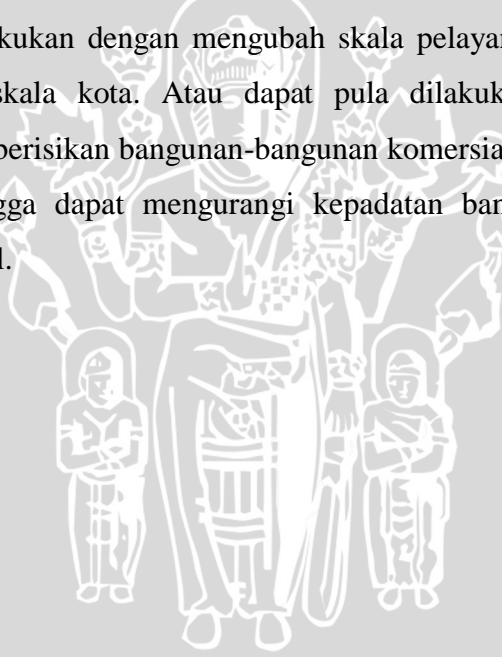 kukan dengan mengubah skala pelayar
skala kota. Atau dapat pula dilakuk
berisikan bangunan-bangunan komersia
gga dapat mengurangi kepadatan ban
l.